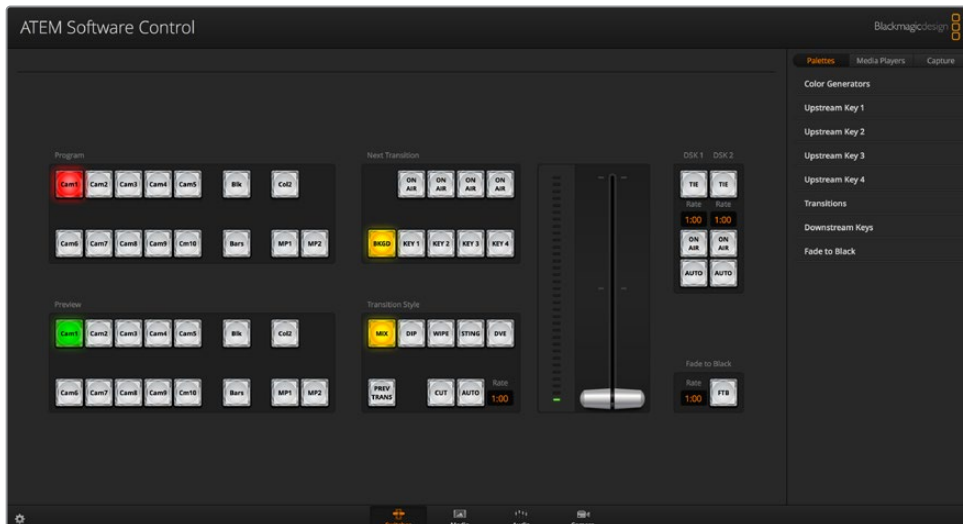 ATEM Software Control
Blackmagicdesign
Palettes Media Players Capture
Color Generators
Upstream Key 1
Upstream Key 2
Upstream Key 3
Upstream Key 4
Transitions
Downstream Keys
Fade to Black
Program
Cam1 Cam2 Cam3 Cam4 Cam5 Blk Col2
Cam6 Cam7 Cam8 Cam9 Cm10 Bars MP1 MP2
Next Transition
ON AIR ON AIR ON AIR ON AIR
BKGD KEY 1 KEY 2 KEY 3 KEY 4
DSK 1 DSK 2
TIE TIE
Rate Rate
1:00 1:00
ON AIR ON AIR
AUTO AUTO
Preview
Cam1 Cam2 Cam3 Cam4 Cam5 Blk Col2
Cam6 Cam7 Cam8 Cam9 Cm10 Bars MP1 MP2
Transition Style
MIX DIP WIPE STING DVE
PREV TRANS CUT AUTO Rate 1:00
Fade to Black
Rate
1:00 FTB